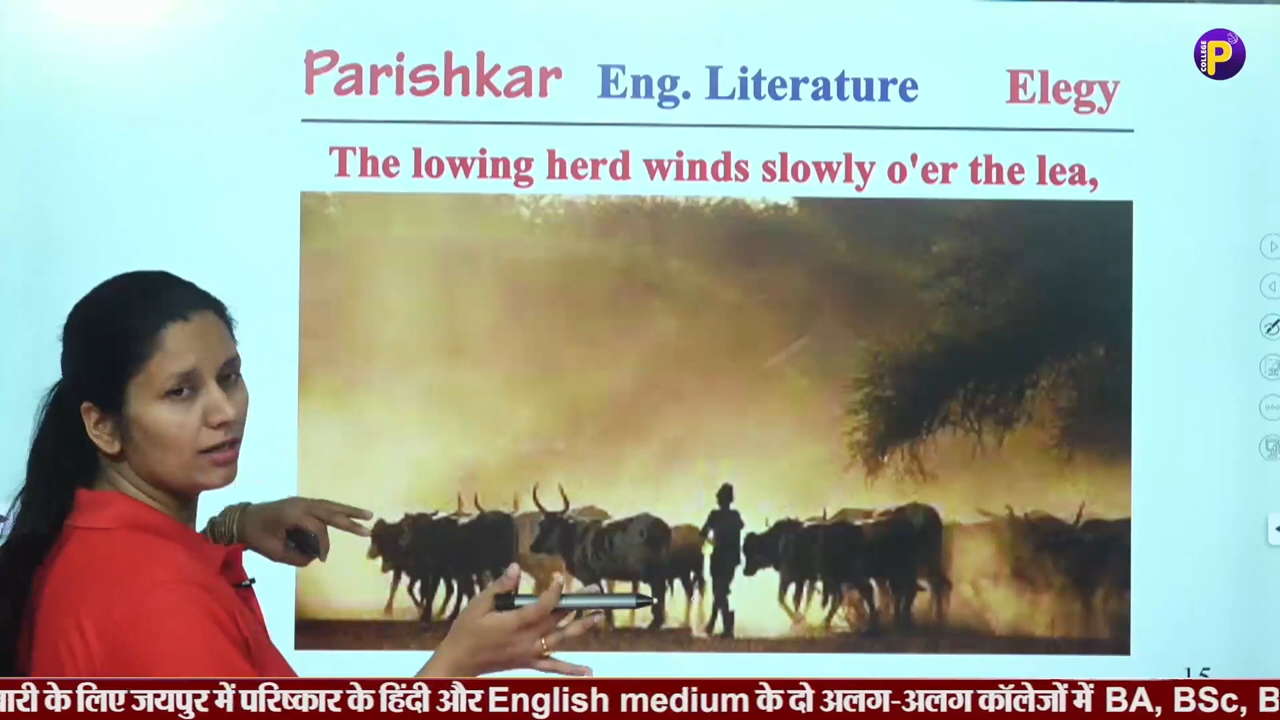 COLLEGE P
Parishkar Eng. Literature Elegy
The lowing herd winds slowly o'er the lea,
के लिए जयपुर में परिष्कार के हिंदी और English medium के दो अलग-अलग कॉलेजों में BA, BSc, B